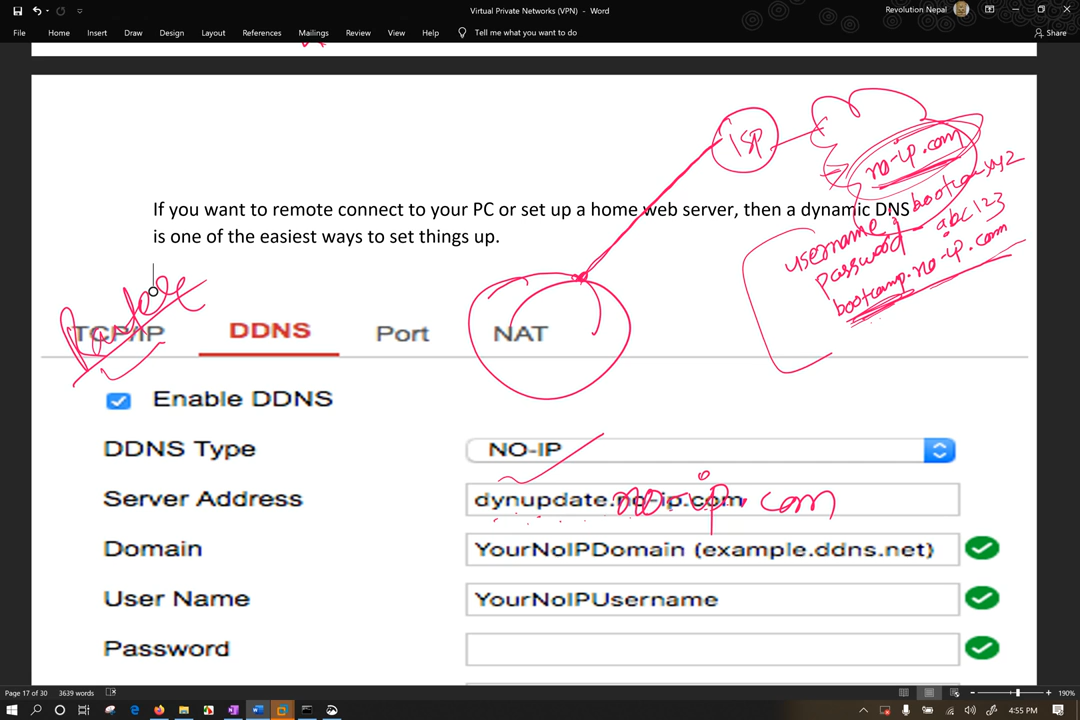 Virtual Private Networks (VPN) - Word
Revolution Nepal
File Home Insert Draw Design Layout References Mailings Review View Help Tell me what you want to do
Share
ISP
no-ip.com
username - bootcamxyz
password - abc123
bootcamp.no-ip.com
If you want to remote connect to your PC or set up a home web server, then a dynamic DNS
is one of the easiest ways to set things up.
Router
TCP/IP DDNS Port NAT
Enable DDNS
DDNS Type NO-IP
Server Address dynupdate.no-ip.com
no-ip.com
Domain YourNoIPDomain (example.ddns.net)
User Name YourNoIPUsername
Password
Page 17 of 30 3639 words 190%
4:55 PM